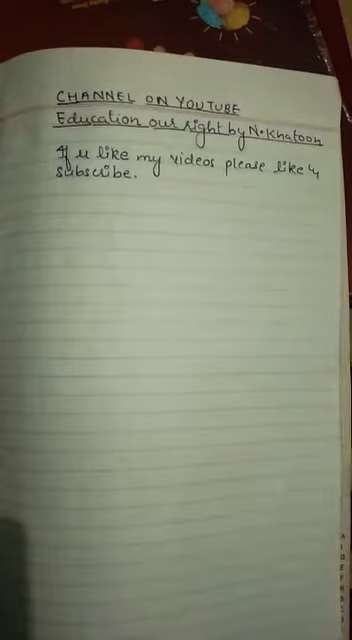 CHANNEL ON YOUTUBE
Education our right by N. Khatoon
If u like my videos please like &
subscribe.